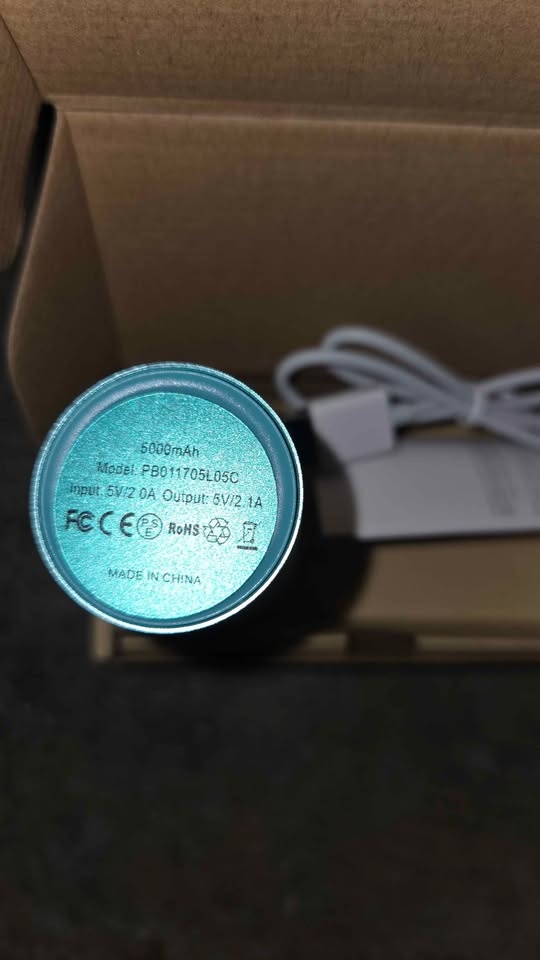 5000mAh
Model: PB011705L05C
Input: 5V/2.0A Output: 5V/2.1A
FC CE PSE RoHS
MADE IN CHINA